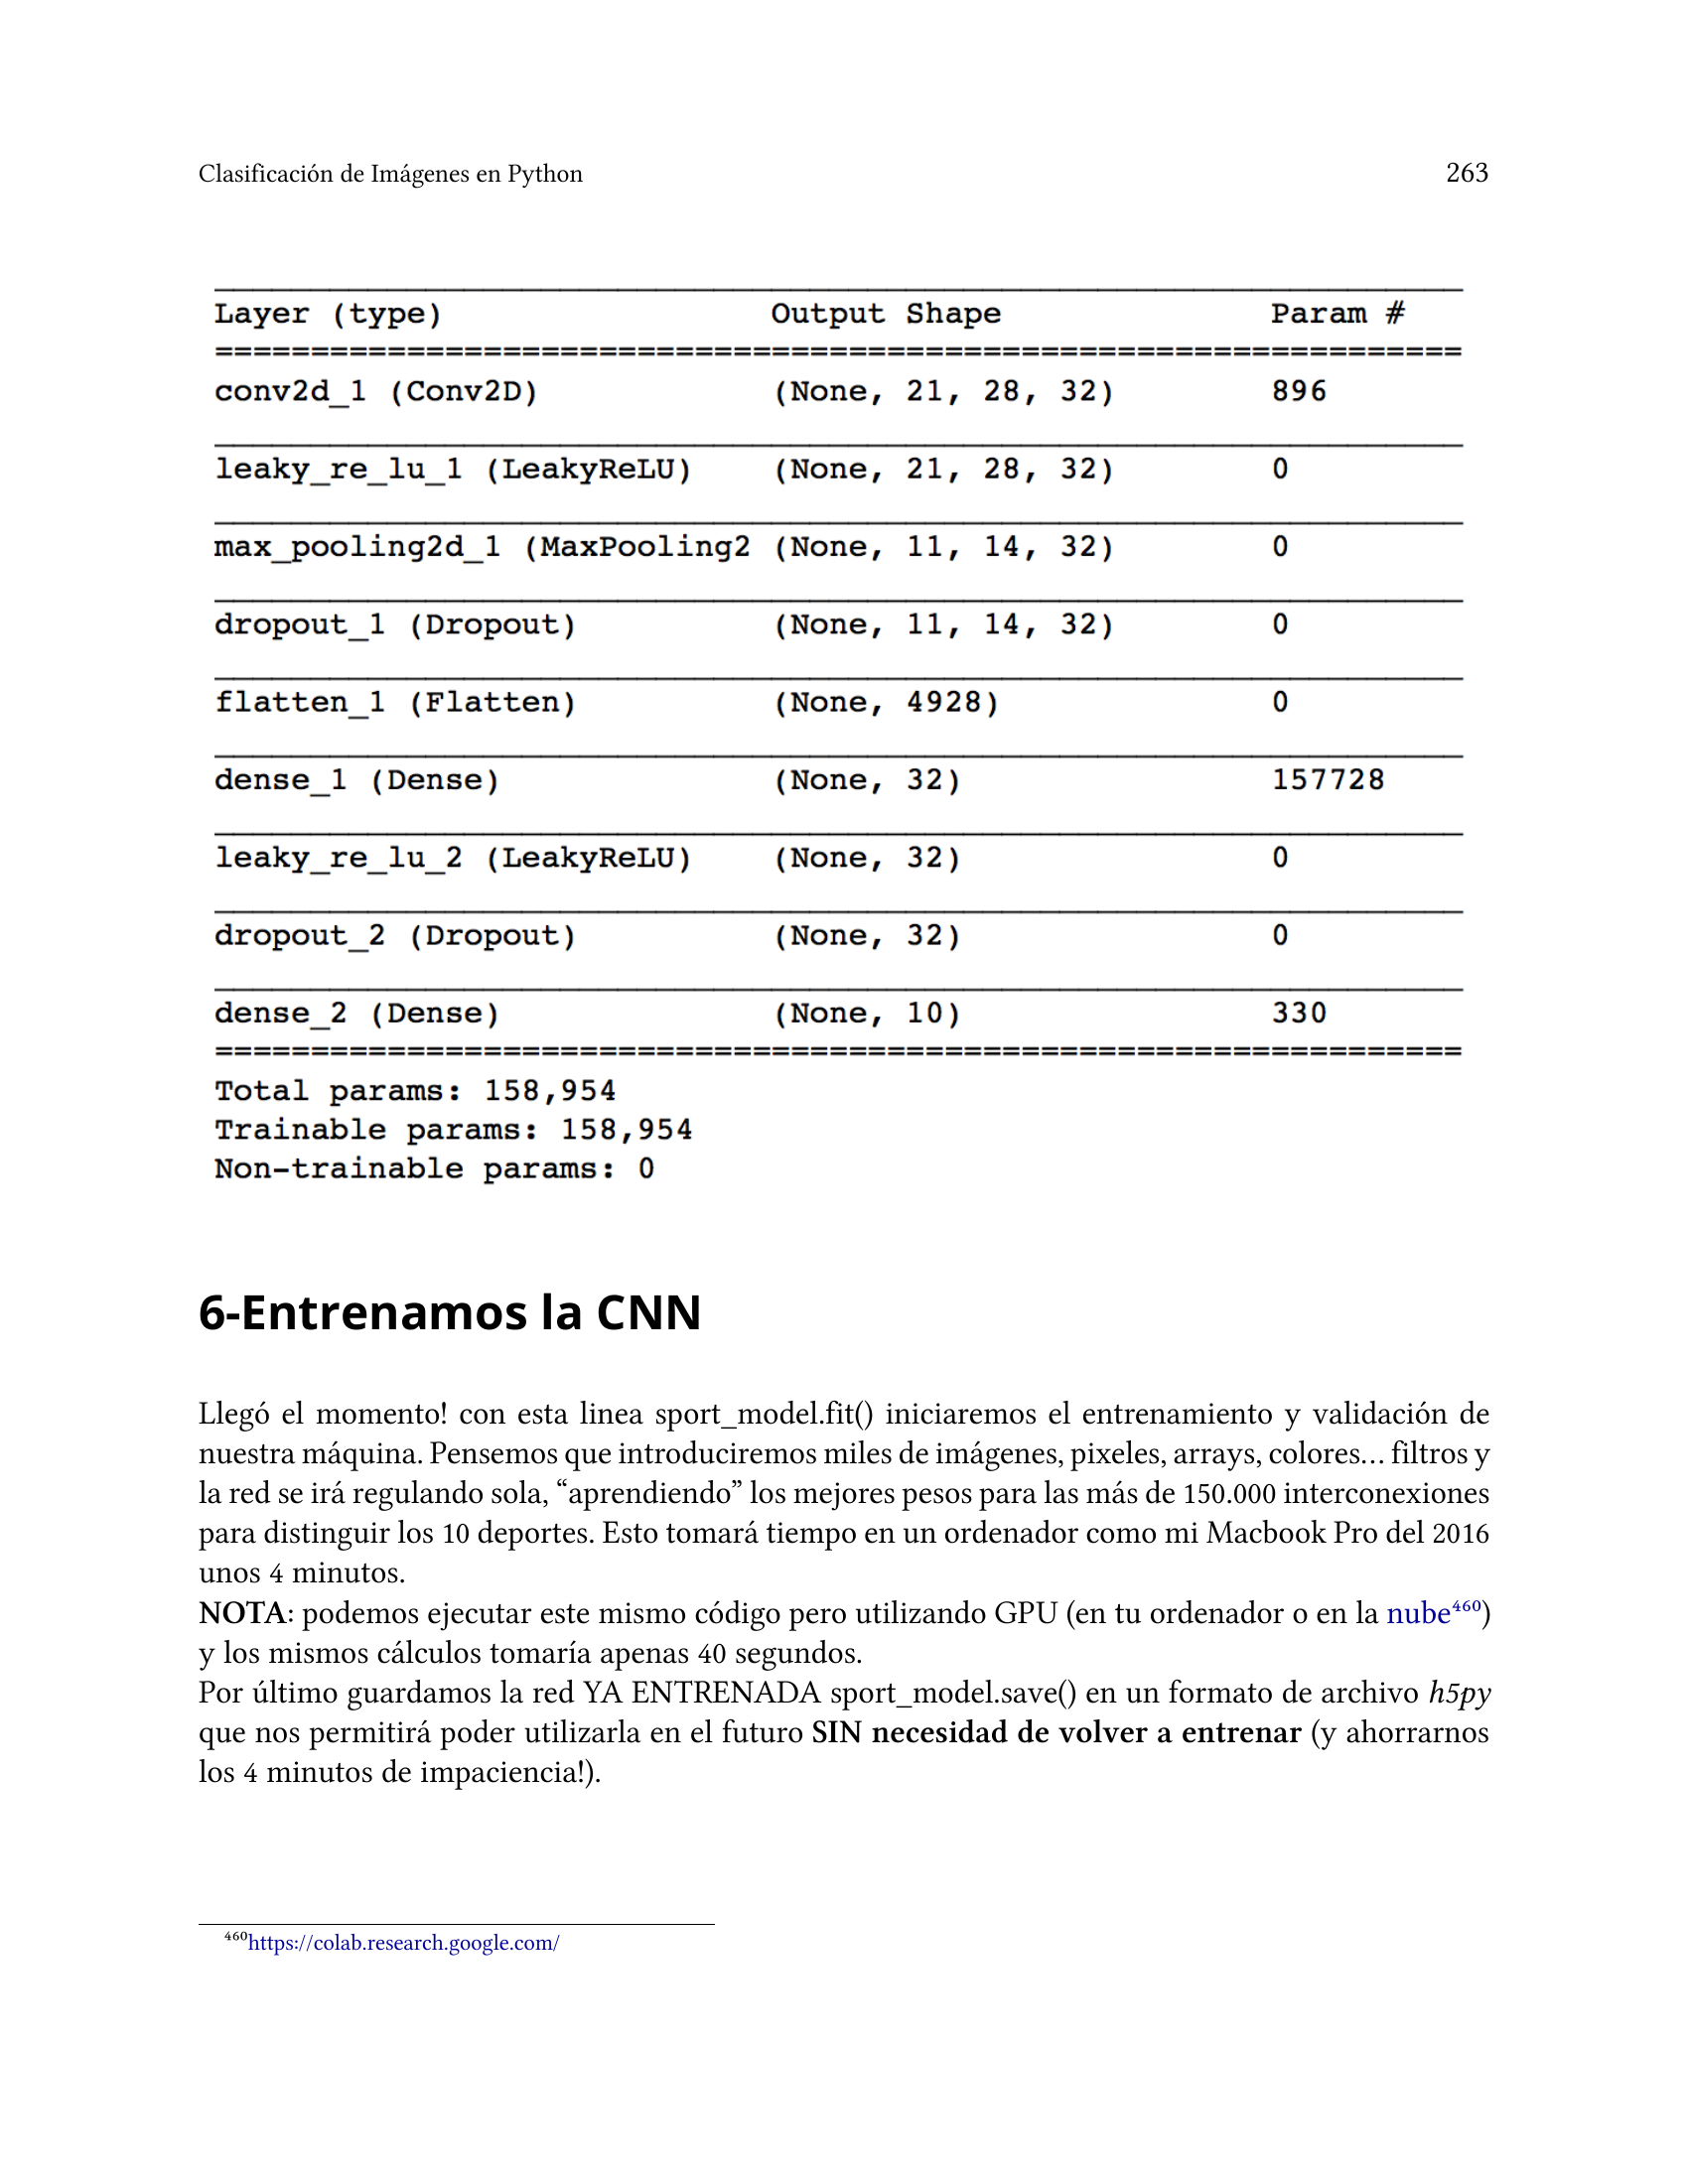 Clasificación de Imágenes en Python 263
Layer (type) Output Shape Param #
=================================================================
conv2d_1 (Conv2D) (None, 21, 28, 32) 896
leaky_re_lu_1 (LeakyReLU) (None, 21, 28, 32) 0
max_pooling2d_1 (MaxPooling2 (None, 11, 14, 32) 0
dropout_1 (Dropout) (None, 11, 14, 32) 0
flatten_1 (Flatten) (None, 4928) 0
dense_1 (Dense) (None, 32) 157728
leaky_re_lu_2 (LeakyReLU) (None, 32) 0
dropout_2 (Dropout) (None, 32) 0
dense_2 (Dense) (None, 10) 330
=================================================================
Total params: 158,954
Trainable params: 158,954
Non-trainable params: 0
6-Entrenamos la CNN
Llegó el momento! con esta linea sport_model.fit() iniciaremos el entrenamiento y validación de
nuestra máquina. Pensemos que introduciremos miles de imágenes, pixeles, arrays, colores… filtros y
la red se irá regulando sola, “aprendiendo” los mejores pesos para las más de 150.000 interconexiones
para distinguir los 10 deportes. Esto tomará tiempo en un ordenador como mi Macbook Pro del 2016
unos 4 minutos.
NOTA: podemos ejecutar este mismo código pero utilizando GPU (en tu ordenador o en la nube⁴⁶⁰)
y los mismos cálculos tomaría apenas 40 segundos.
Por último guardamos la red YA ENTRENADA sport_model.save() en un formato de archivo h5py
que nos permitirá poder utilizarla en el futuro SIN necesidad de volver a entrenar (y ahorrarnos
los 4 minutos de impaciencia!).
⁴⁶⁰https://colab.research.google.com/